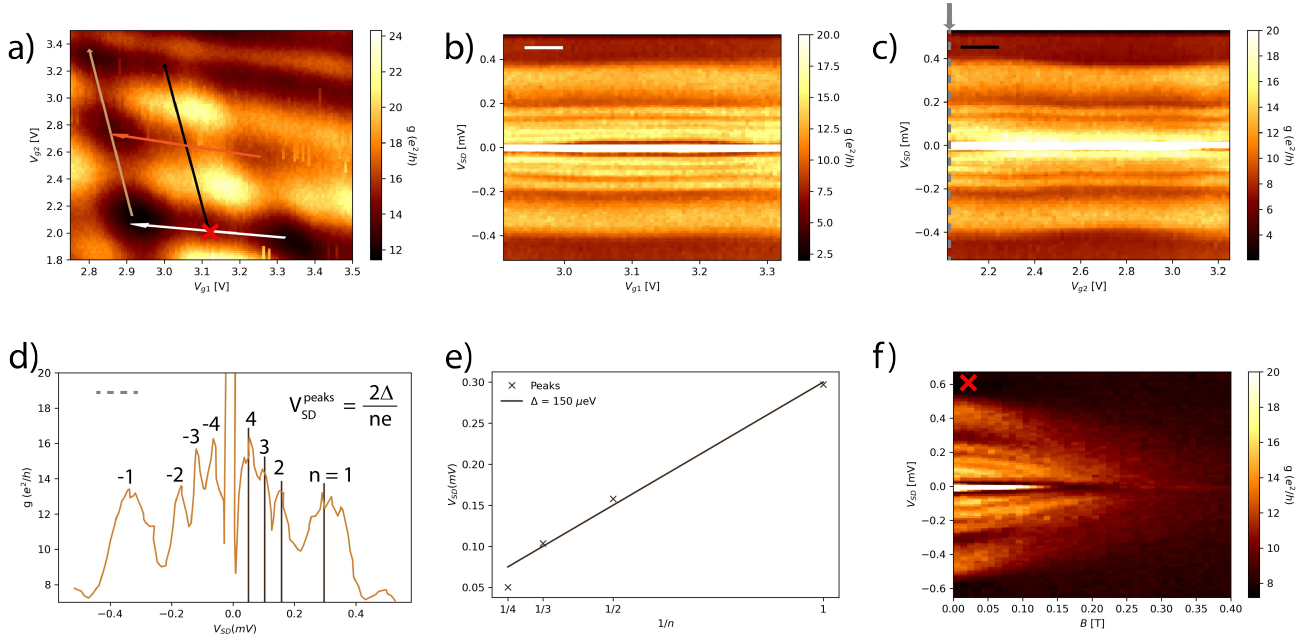 a)
3.4
3.2
3.0
2.8
2.6
2.4
2.2
2.0
1.8
V_g2 [V]
2.8 2.9 3.0 3.1 3.2 3.3 3.4 3.5
V_g1 [V]
24
22
20
18
16
14
12
g (e²/h)
b)
0.4
0.2
0.0
−0.2
−0.4
V_SD [mV]
3.0 3.1 3.2 3.3
V_g1 [V]
20.0
17.5
15.0
12.5
10.0
7.5
5.0
2.5
g (e²/h)
c)
0.4
0.2
0.0
−0.2
−0.4
V_SD [mV]
2.2 2.4 2.6 2.8 3.0 3.2
V_g2 [V]
20
18
16
14
12
10
8
6
4
g (e²/h)
d)
20
18
16
14
12
10
8
g (e²/h)
V_SD^peaks = 2Δ/ne
-1
-2
-3
-4
4
3
2
n = 1
−0.4 −0.2 0.0 0.2 0.4
V_SD(mV)
e)
Peaks
Δ = 150 μeV
0.30
0.20
0.15
0.10
0.05
V_SD(mV)
1/4 1/3 1/2 1
1/n
f)
0.6
0.4
0.2
0.0
−0.2
−0.4
−0.6
V_SD [mV]
0.00 0.05 0.10 0.15 0.20 0.25 0.30 0.35 0.40
B [T]
20
18
16
14
12
10
8
g (e²/h)